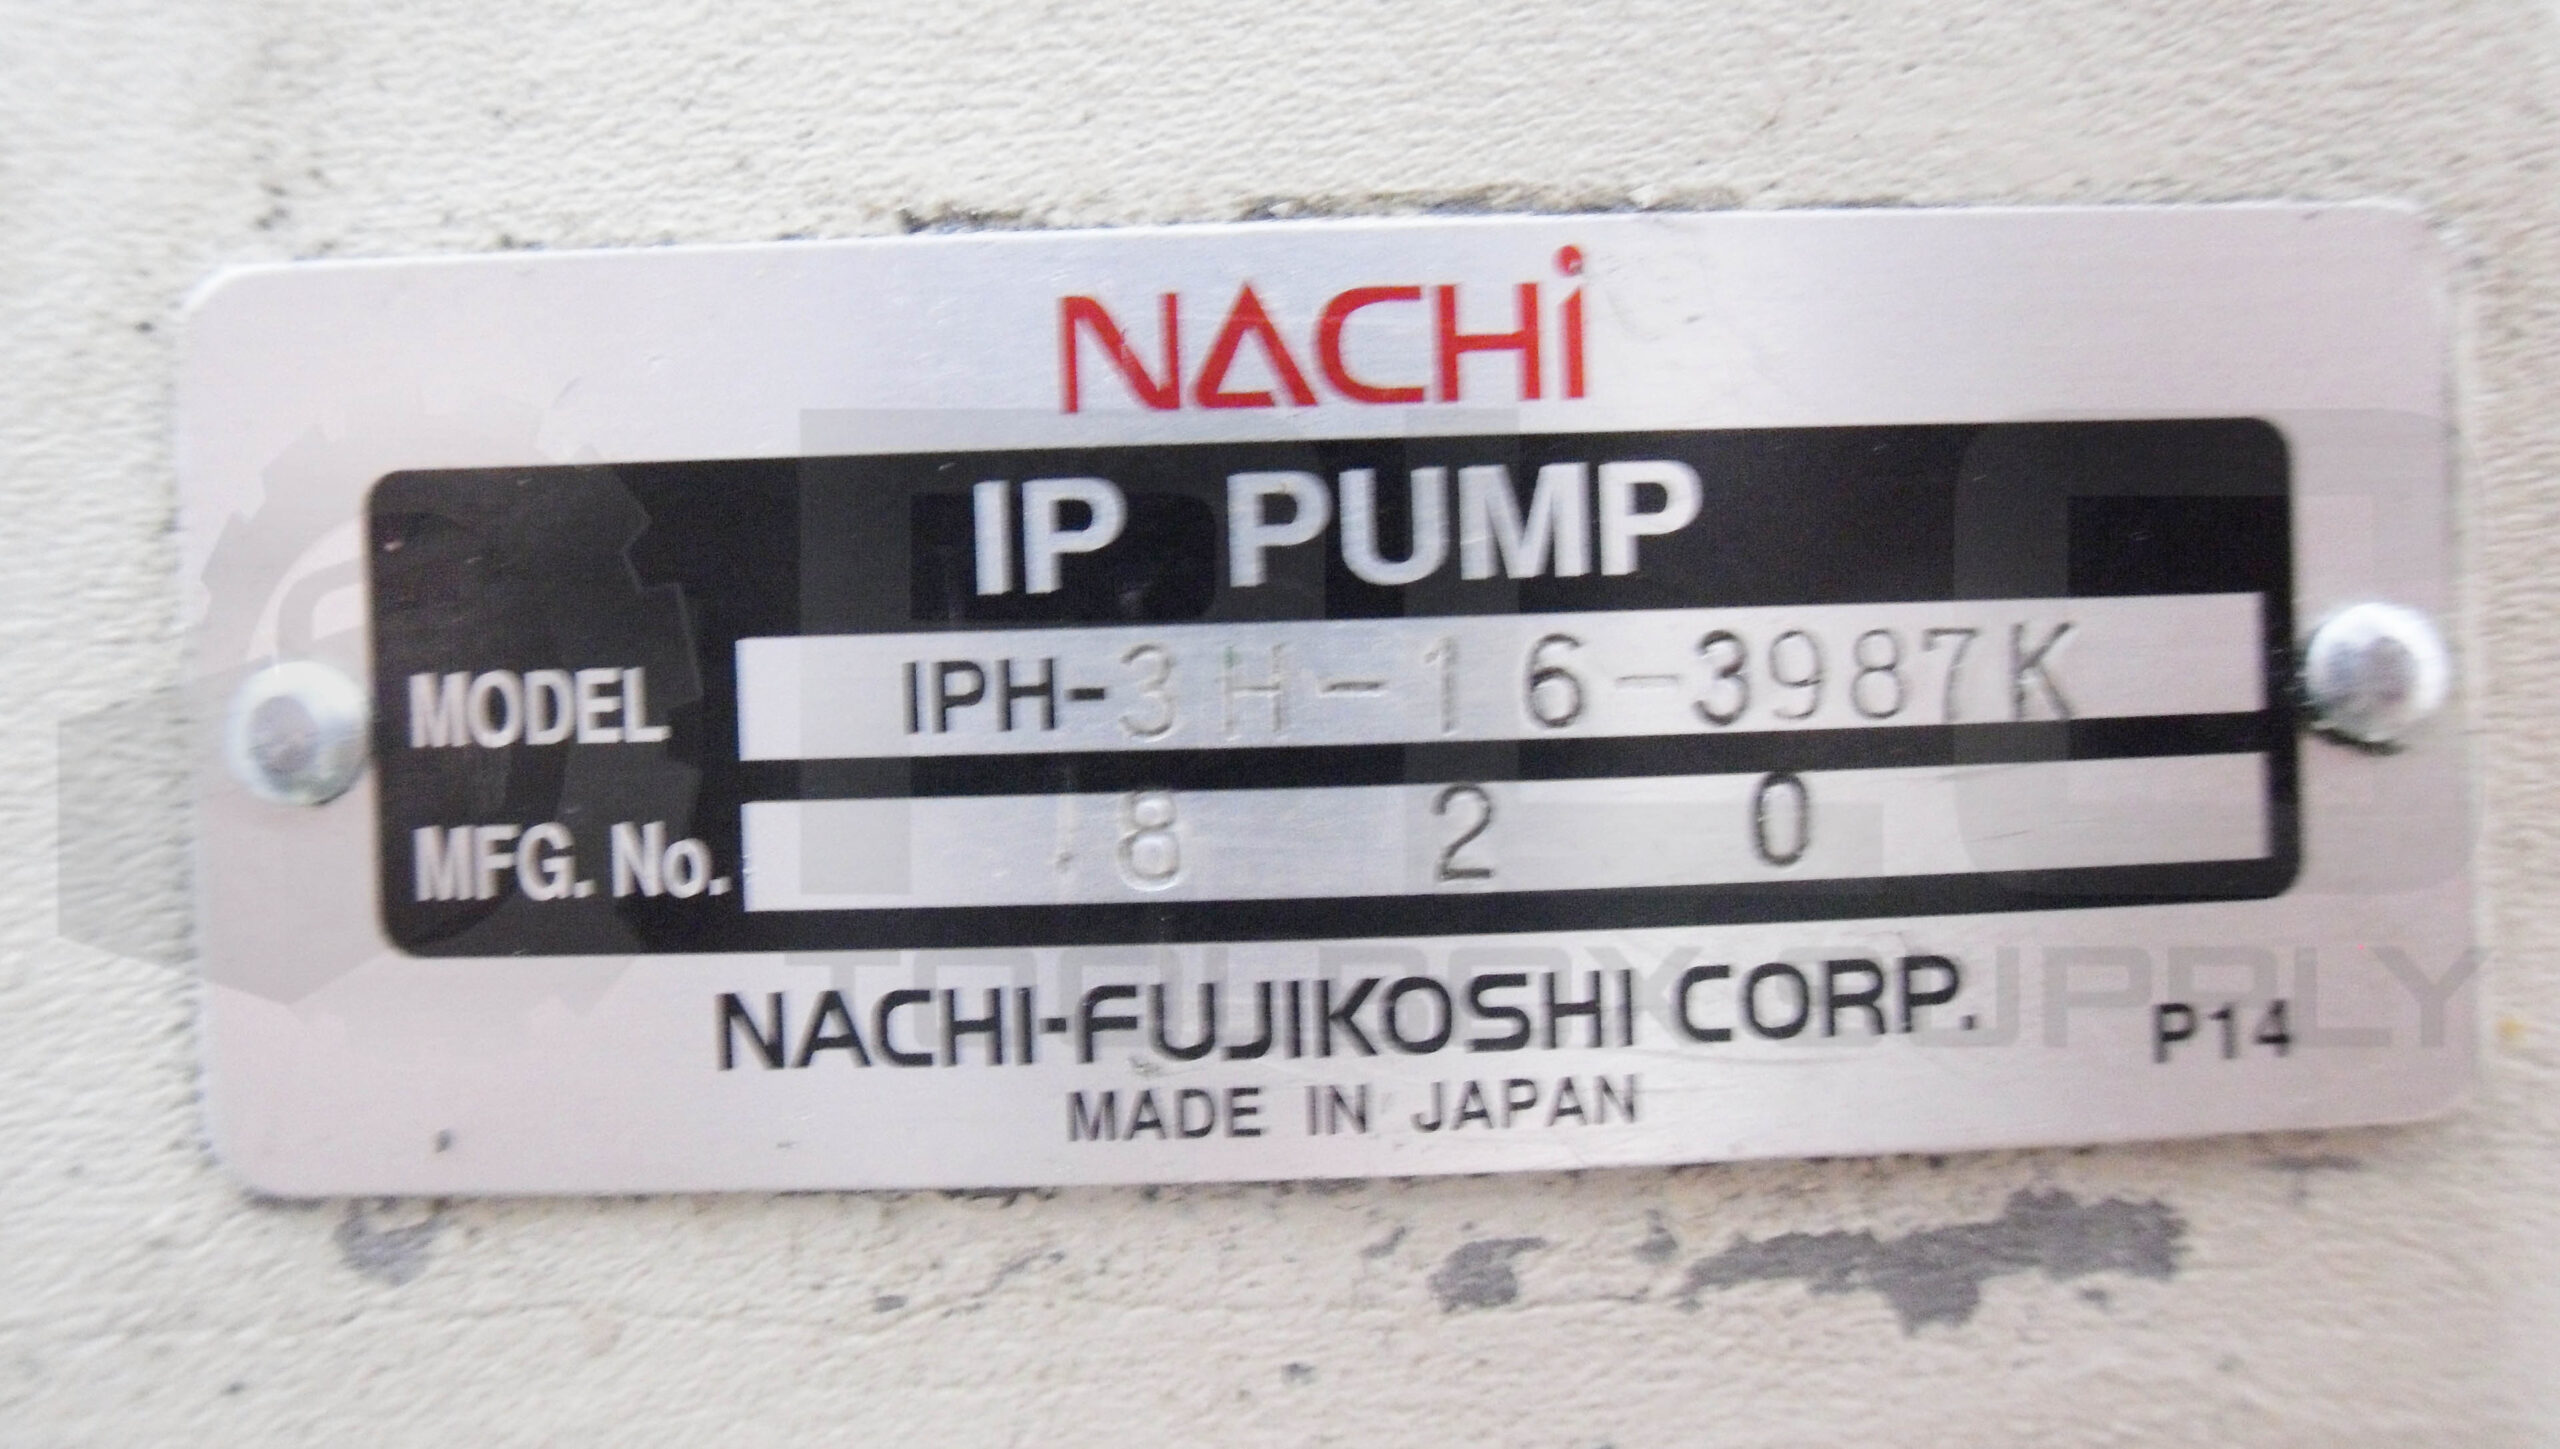 NACHi
IP PUMP
MODEL IPH-3H-16-3987K
MFG. No. 8 2 0
NACHI-FUJIKOSHI CORP.
P14
MADE IN JAPAN
SUPPLY